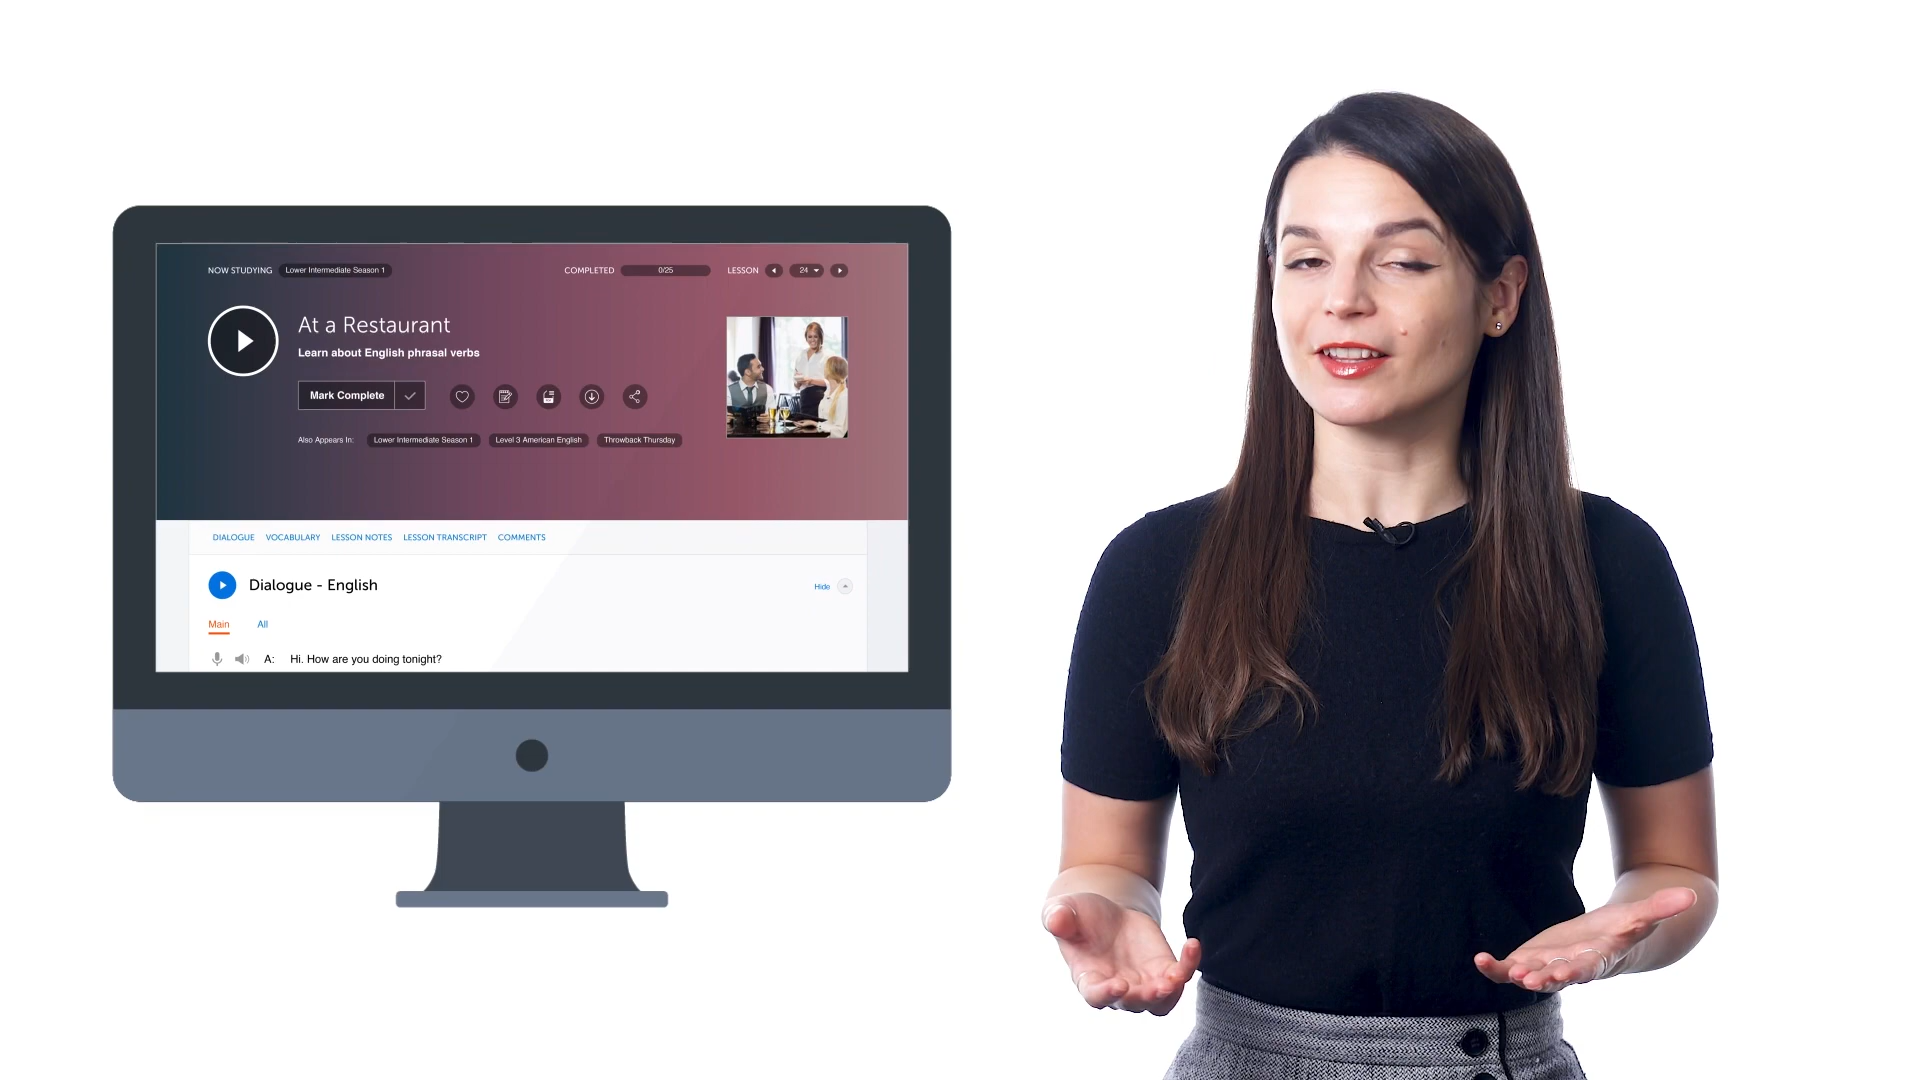 NOW STUDYING Lower Intermediate Season 1 COMPLETED 0/25 LESSON 24
At a Restaurant
Learn about English phrasal verbs
Mark Complete
Also Appears In: Lower Intermediate Season 1 Level 3 American English Throwback Thursday
DIALOGUE VOCABULARY LESSON NOTES LESSON TRANSCRIPT COMMENTS
Dialogue - English Hide
Main All
A: Hi. How are you doing tonight?